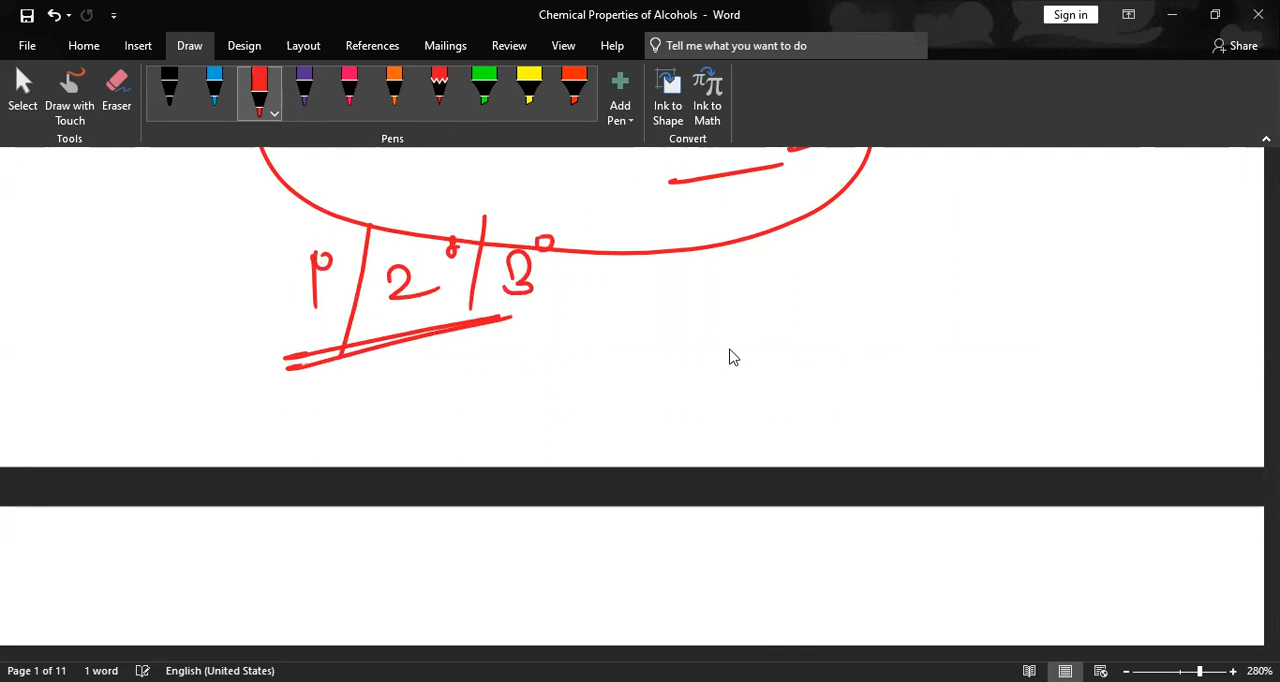 Chemical Properties of Alcohols - Word
Sign in
File Home Insert Draw Design Layout References Mailings Review View Help Tell me what you want to do Share
Select Draw with Touch Eraser Add Pen Ink to Shape Ink to Math
Tools Pens Convert
2° 3°
Page 1 of 11 1 word English (United States) 280%